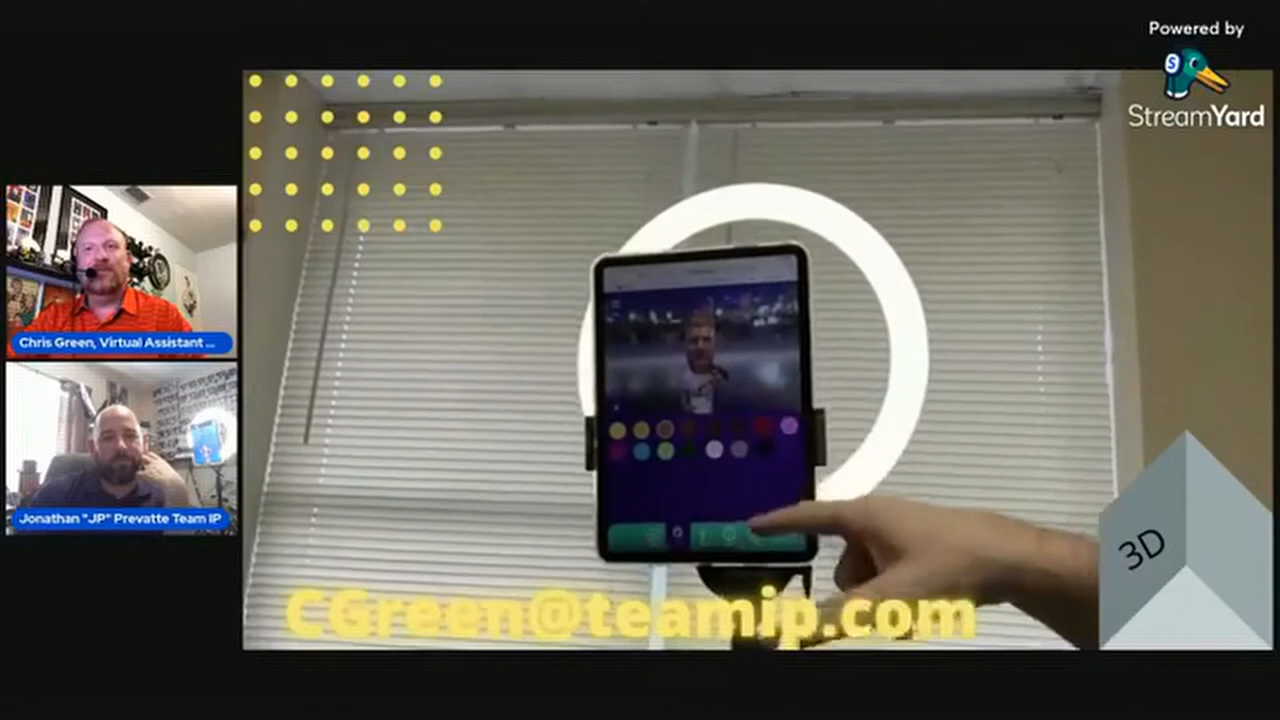 Powered by
S
StreamYard
Chris Green, Virtual Assistant ...
Jonathan "JP" Prevatte Team IP
3D
CGreen@teamip.com